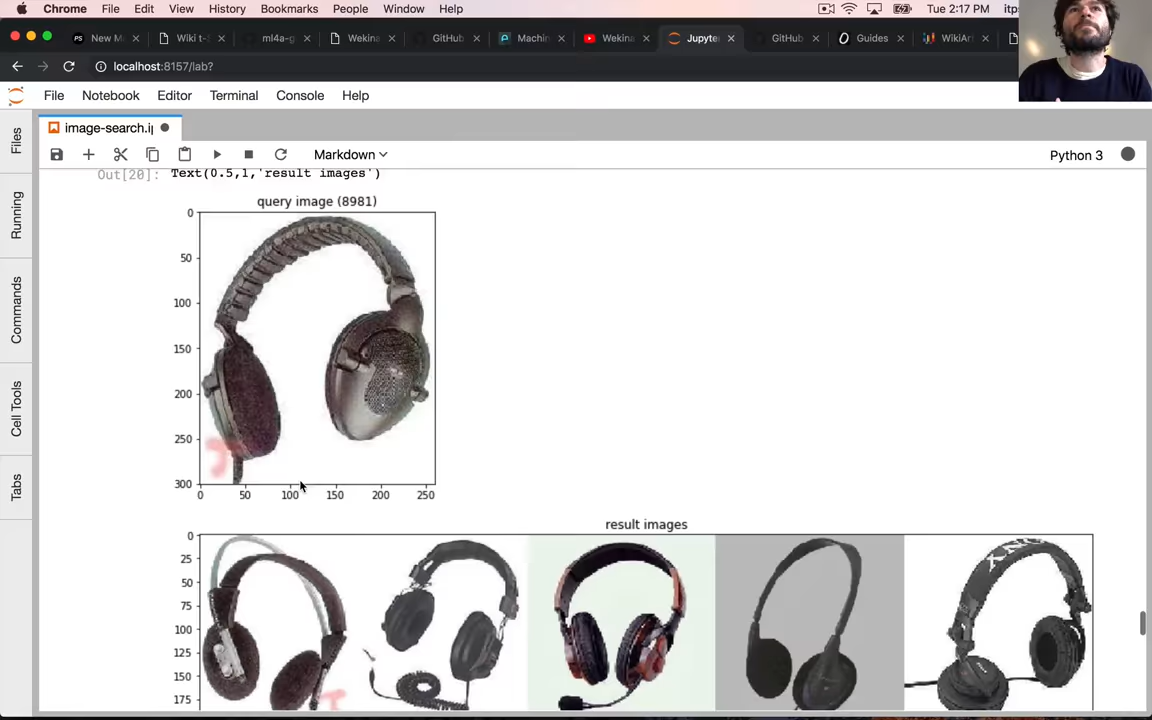 Chrome File Edit View History Bookmarks People Window Help Tue 2:17 PM
New M Wiki t- ml4a-g Wekina GitHub Machin Wekina Jupyte GitHub Guides WikiAr
localhost:8157/lab?
File Notebook Editor Terminal Console Help
image-search.i
Markdown Python 3
Files
Running
Commands
Cell Tools
Tabs
Out[20]: Text(0.5,1,'result images')
query image (8981)
0
50
100
150
200
250
300
0 50 100 150 200 250
result images
0
25
50
75
100
125
150
175